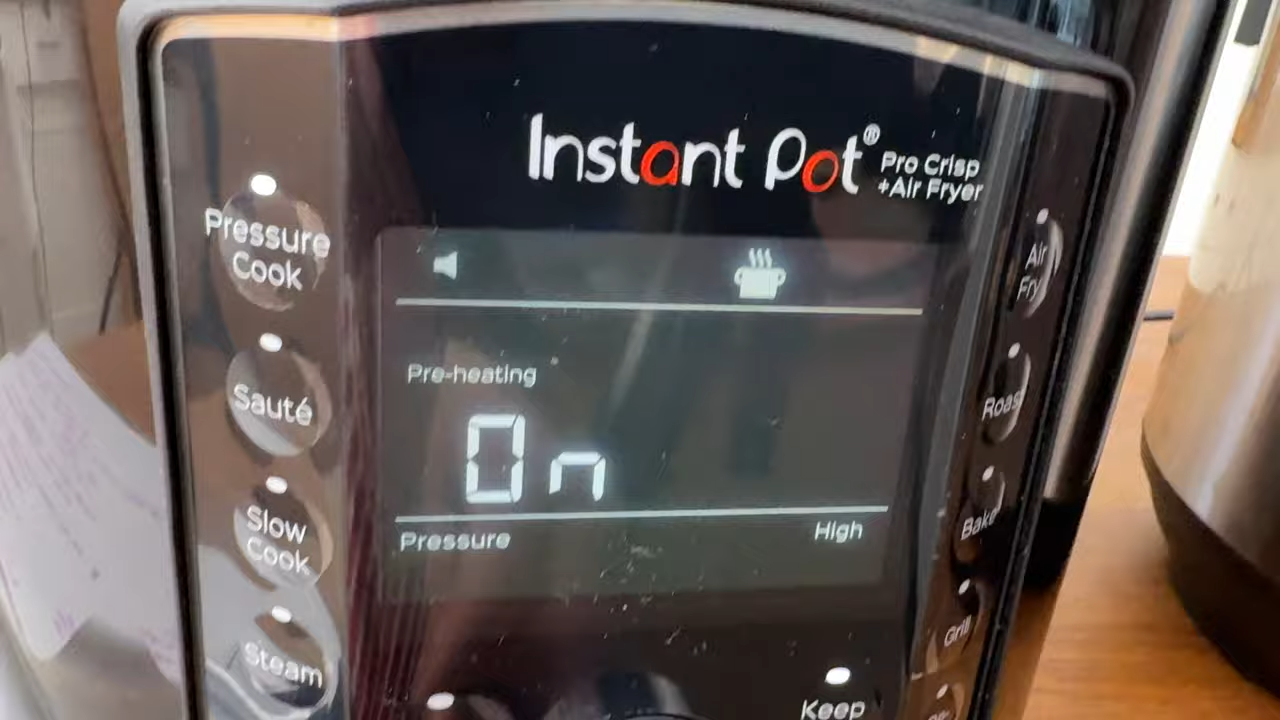 Instant Pot®
Pro Crisp
+Air Fryer
Pressure
Cook
Sauté
Slow
Cook
Steam
Pre-heating
On
Pressure High
Air
Fry
Roast
Bake
Grill
Keep